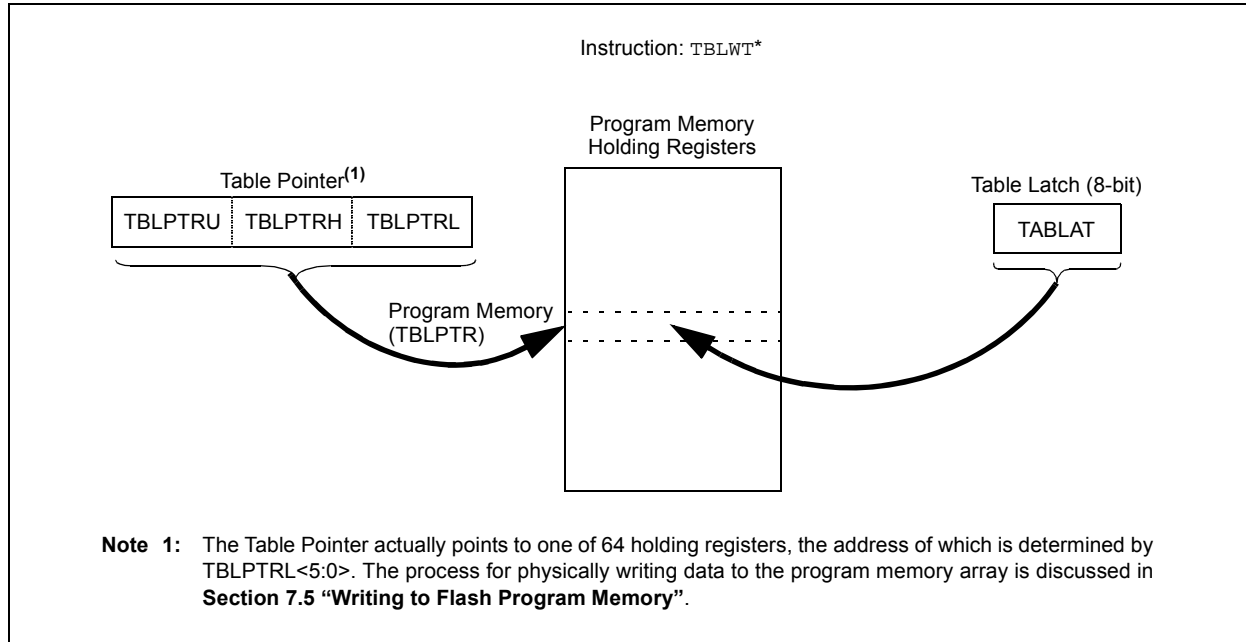 Instruction: TBLWT*
Program Memory
Holding Registers
Table Pointer(1)
Table Latch (8-bit)
TBLPTRU TBLPTRH TBLPTRL
TABLAT
Program Memory
(TBLPTR)
Note 1: The Table Pointer actually points to one of 64 holding registers, the address of which is determined by
TBLPTRL<5:0>. The process for physically writing data to the program memory array is discussed in
Section 7.5 “Writing to Flash Program Memory”.